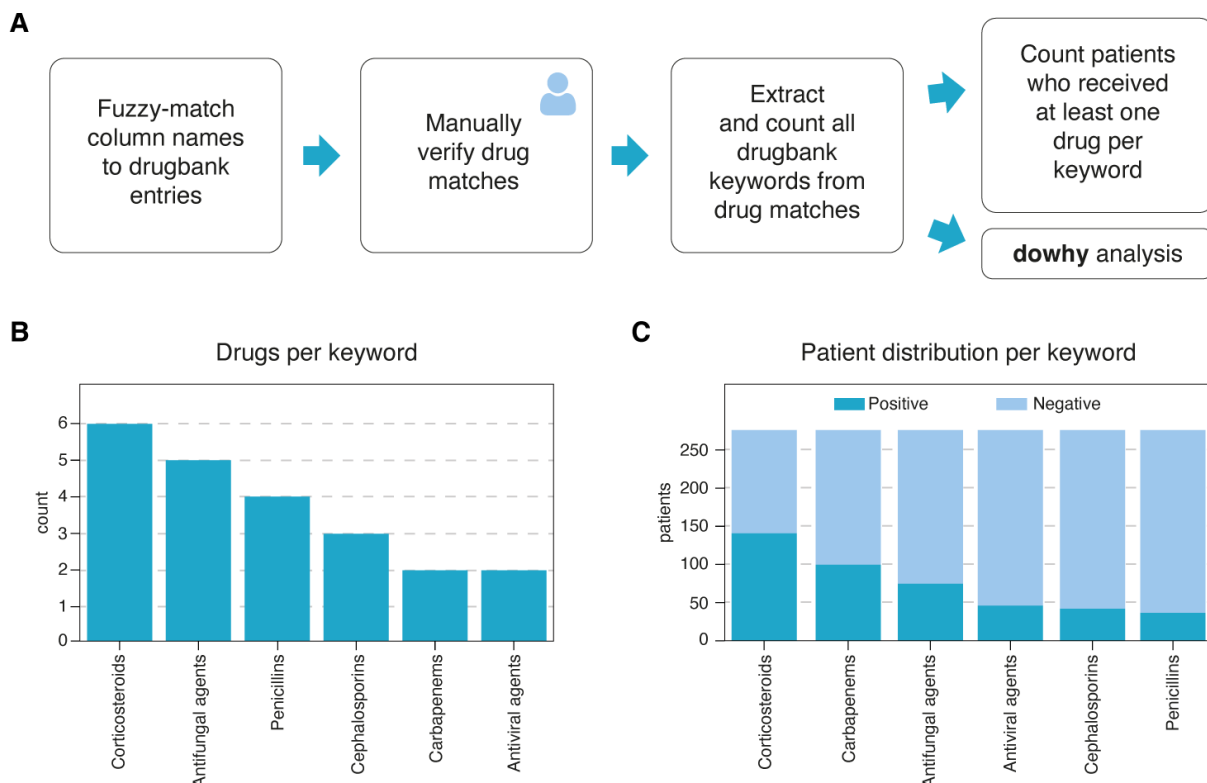 A
Fuzzy-match
column names
to drugbank
entries
Manually
verify drug
matches
Extract
and count all
drugbank
keywords from
drug matches
Count patients
who received
at least one
drug per
keyword
dowhy analysis
B
Drugs per keyword
count
6
5
4
3
2
1
0
Corticosteroids
Antifungal agents
Penicillins
Cephalosporins
Carbapenems
Antiviral agents
C
Patient distribution per keyword
Positive
Negative
patients
250
200
150
100
50
0
Corticosteroids
Carbapenems
Antifungal agents
Antiviral agents
Cephalosporins
Penicillins